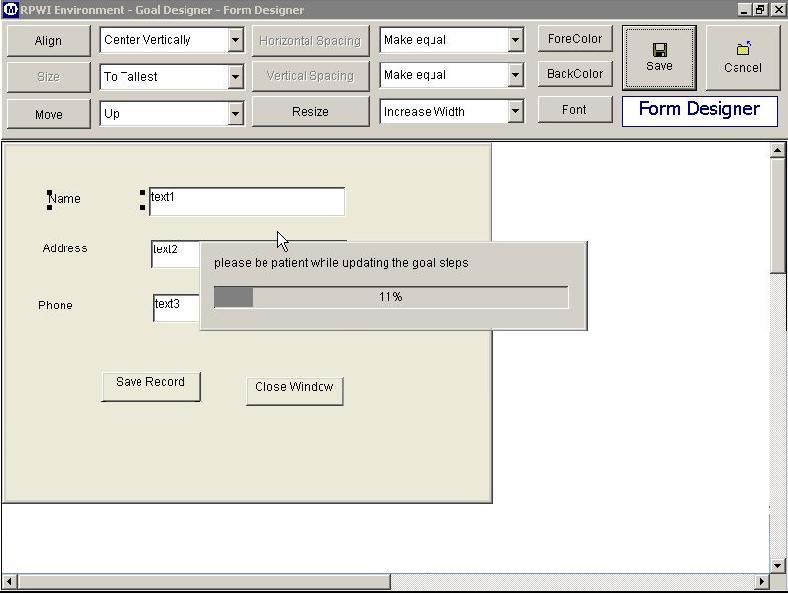 RPWI Environment - Goal Designer - Form Designer
Align Center Vertically Horizontal Spacing Make equal ForeColor Save Cancel
Size To Tallest Vertical Spacing Make equal BackColor
Move Up Resize Increase Width Font Form Designer
Name text1
Address text2
please be patient while updating the goal steps
Phone text3 11%
Save Record Close Window